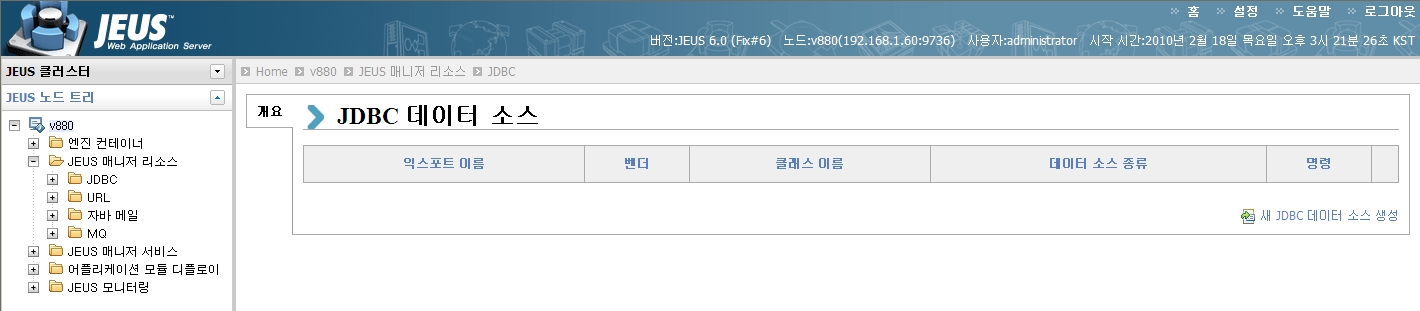 홈 설정 도움말 로그아웃
JEUS™
Web Application Server
버전:JEUS 6.0 (Fix#6) 노드:v880(192.168.1.60:9736) 사용자:administrator 시작 시간:2010년 2월 18일 목요일 오후 3시 21분 26초 KST
JEUS 클러스터
Home v880 JEUS 매니저 리소스 JDBC
JEUS 노드 트리
개요
JDBC 데이터 소스
v880
엔진 컨테이너
JEUS 매니저 리소스
JDBC
URL
자바 메일
MQ
JEUS 매니저 서비스
어플리케이션 모듈 디플로이
JEUS 모니터링
익스포트 이름 벤더 클래스 이름 데이터 소스 종류 명령
새 JDBC 데이터 소스 생성